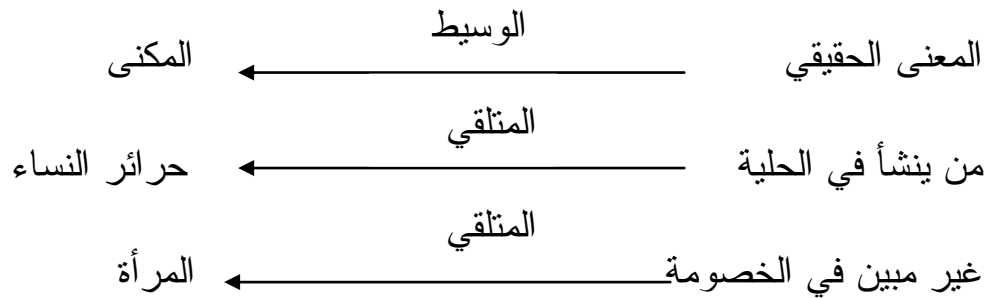 المعنى الحقيقي الوسيط المكنى
من ينشأ في الحلية المتلقي حرائر النساء
غير مبين في الخصومة المتلقي المرأة